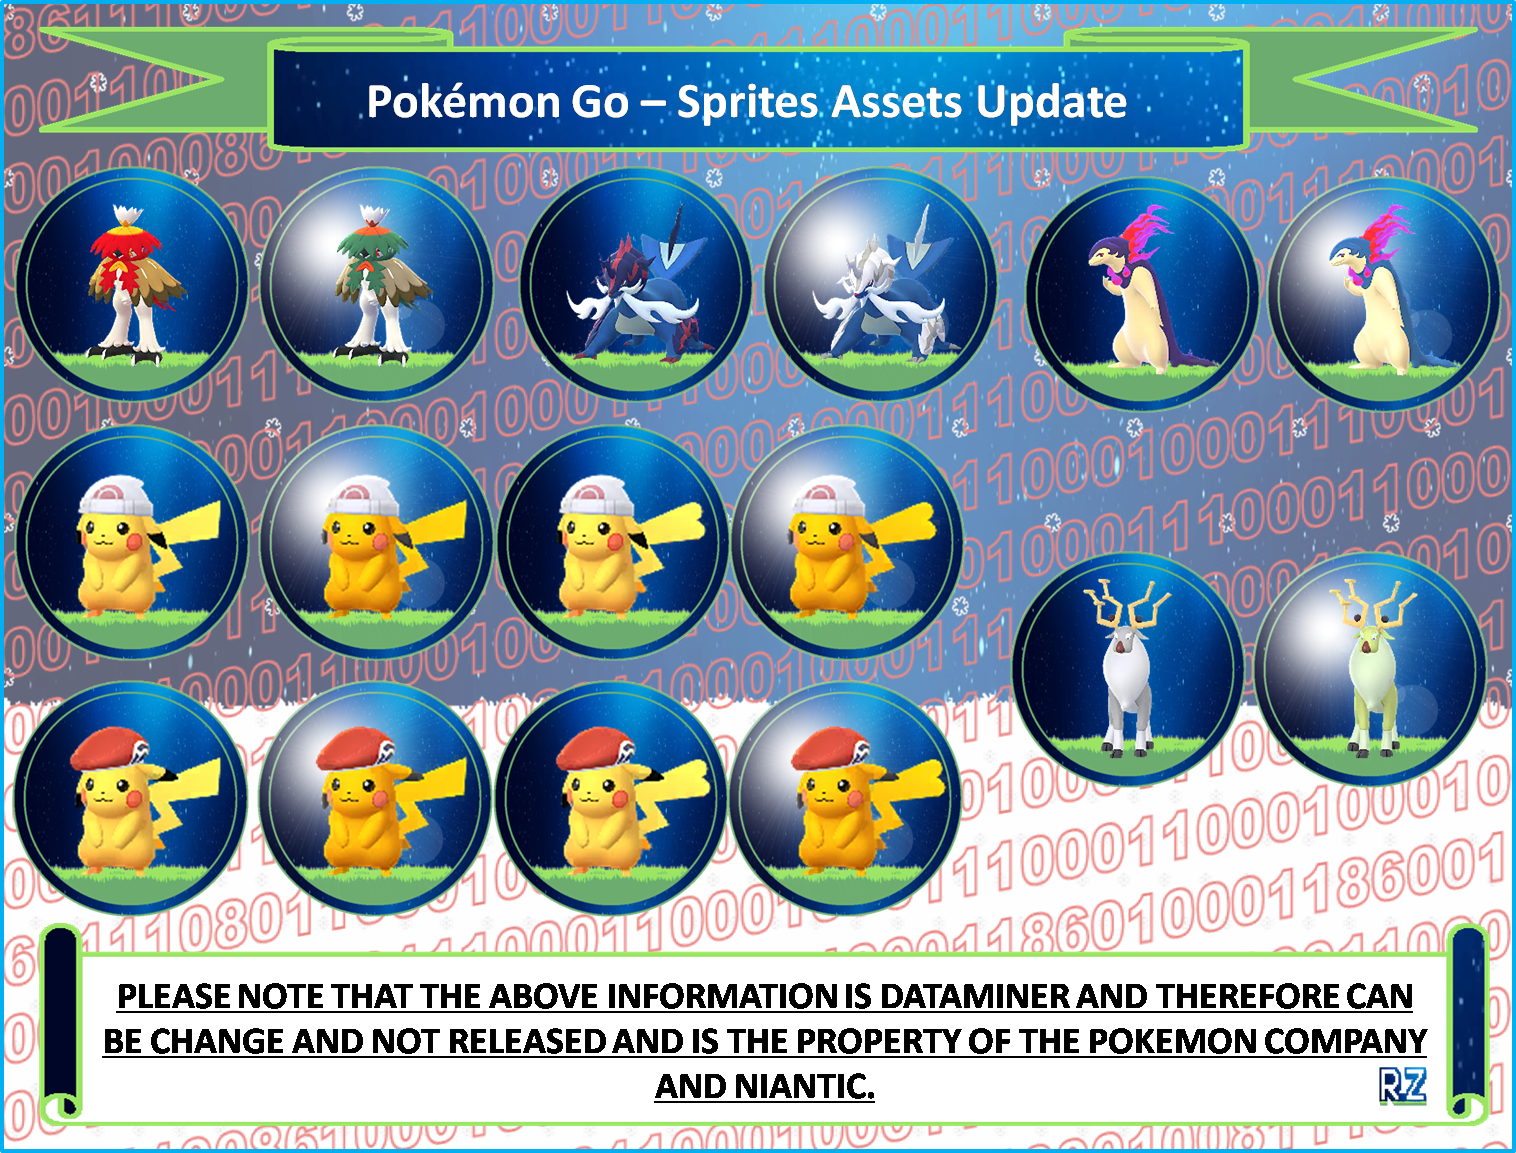 Pokémon Go – Sprites Assets Update
PLEASE NOTE THAT THE ABOVE INFORMATION IS DATAMINER AND THEREFORE CAN
BE CHANGE AND NOT RELEASED AND IS THE PROPERTY OF THE POKEMON COMPANY
AND NIANTIC.
RZ